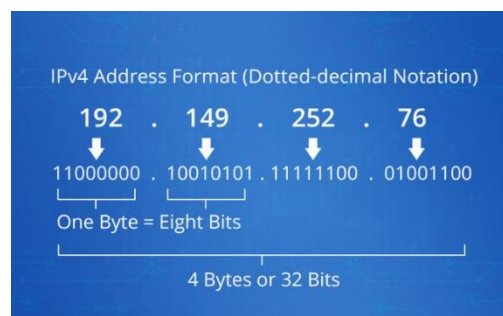 IPv4 Address Format (Dotted-decimal Notation)
192 . 149 . 252 . 76
11000000 . 10010101 . 11111100 . 01001100
One Byte = Eight Bits
4 Bytes or 32 Bits